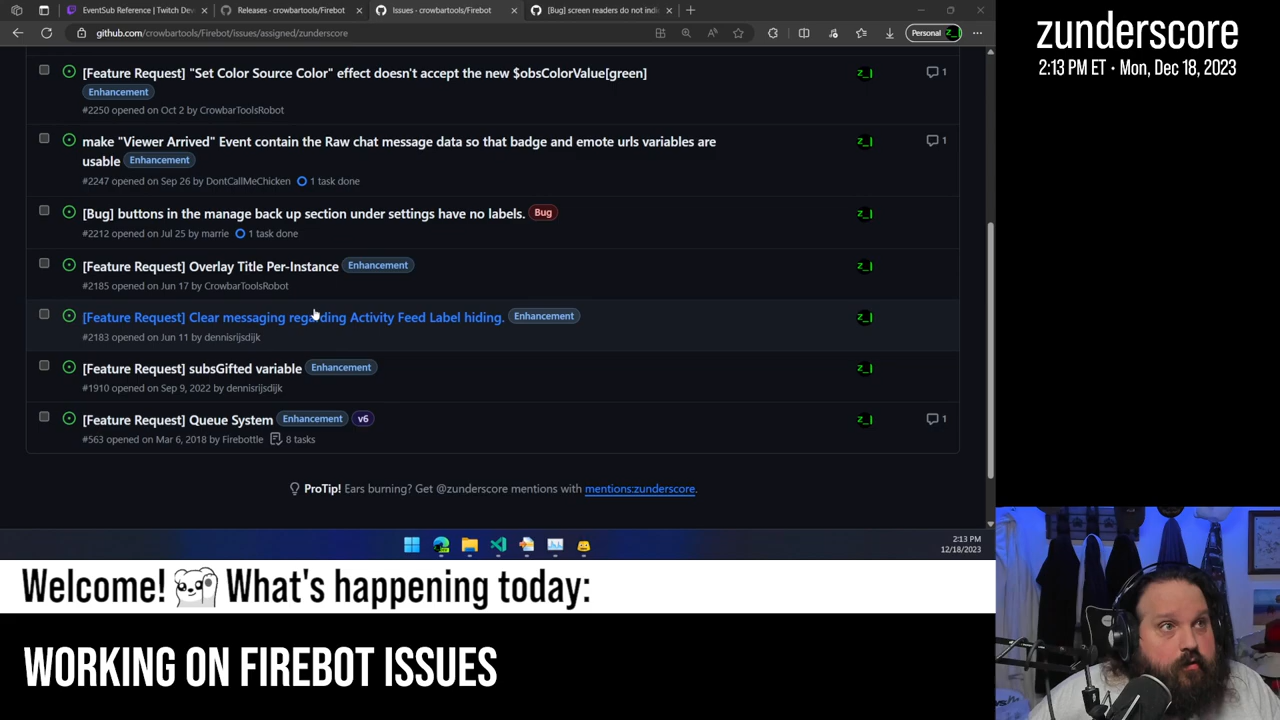 EventSub Reference | Twitch Dev
Releases - crowbartools/Firebot
Issues - crowbartools/Firebot
[Bug] screen readers do not indi
github.com/crowbartools/Firebot/issues/assigned/zunderscore
Personal
[Feature Request] "Set Color Source Color" effect doesn't accept the new $obsColorValue[green]
1
Enhancement
#2250 opened on Oct 2 by CrowbarToolsRobot
make "Viewer Arrived" Event contain the Raw chat message data so that badge and emote urls variables are
1
usable Enhancement
#2247 opened on Sep 26 by DontCallMeChicken 1 task done
[Bug] buttons in the manage back up section under settings have no labels. Bug
#2212 opened on Jul 25 by marrie 1 task done
[Feature Request] Overlay Title Per-Instance Enhancement
#2185 opened on Jun 17 by CrowbarToolsRobot
[Feature Request] Clear messaging regarding Activity Feed Label hiding. Enhancement
#2183 opened on Jun 11 by dennisrijsdijk
[Feature Request] subsGifted variable Enhancement
#1910 opened on Sep 9, 2022 by dennisrijsdijk
[Feature Request] Queue System Enhancement v6
1
#563 opened on Mar 6, 2018 by Firebottle 8 tasks
ProTip! Ears burning? Get @zunderscore mentions with mentions:zunderscore.
2:13 PM
12/18/2023
zunderscore
2:13 PM ET • Mon, Dec 18, 2023
Welcome! What's happening today:
WORKING ON FIREBOT ISSUES